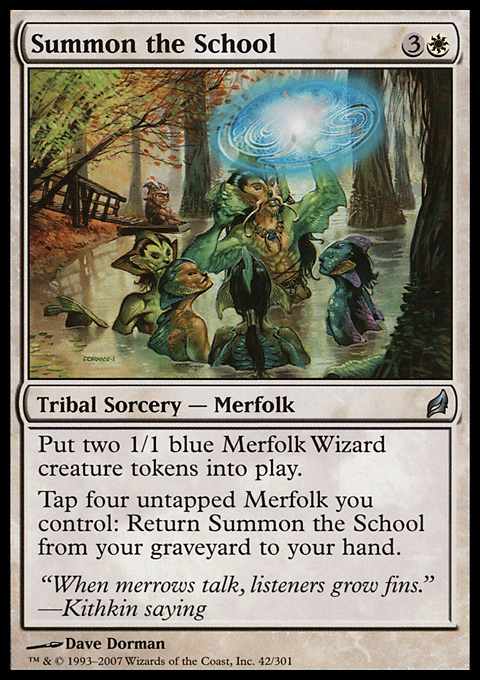 Summon the School 3
DORMAN
Tribal Sorcery — Merfolk
Put two 1/1 blue Merfolk Wizard
creature tokens into play.
Tap four untapped Merfolk you
control: Return Summon the School
from your graveyard to your hand.
“When merrows talk, listeners grow fins.”
—Kithkin saying
Dave Dorman
™ & © 1993–2007 Wizards of the Coast, Inc. 42/301